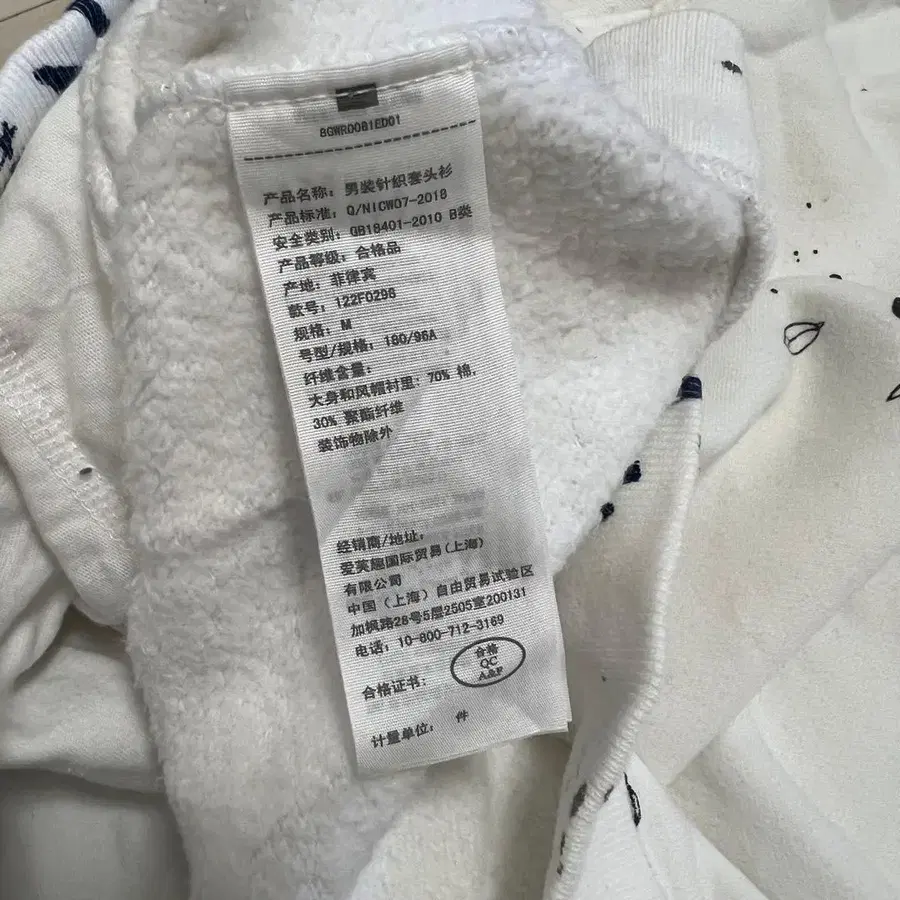 8GWRD0B1ED01
产品名称: 男装针织套头衫
产品标准: Q/NICW07-2018
安全类别: GB18401-2010 B类
产品等级: 合格品
产地: 菲律宾
款号: 122F0296
规格: M
号型/规格: 180/96A
纤维含量:
大身和风帽衬里: 70% 棉,
30% 聚酯纤维
装饰物除外
经销商/地址:
爱芙趣国际贸易(上海)
有限公司
中国 (上海) 自由贸易试验区
加枫路28号5层2505室200131
电话: 10-800-712-3169
合格证书:
合格
QC
A&F
计量单位: 件